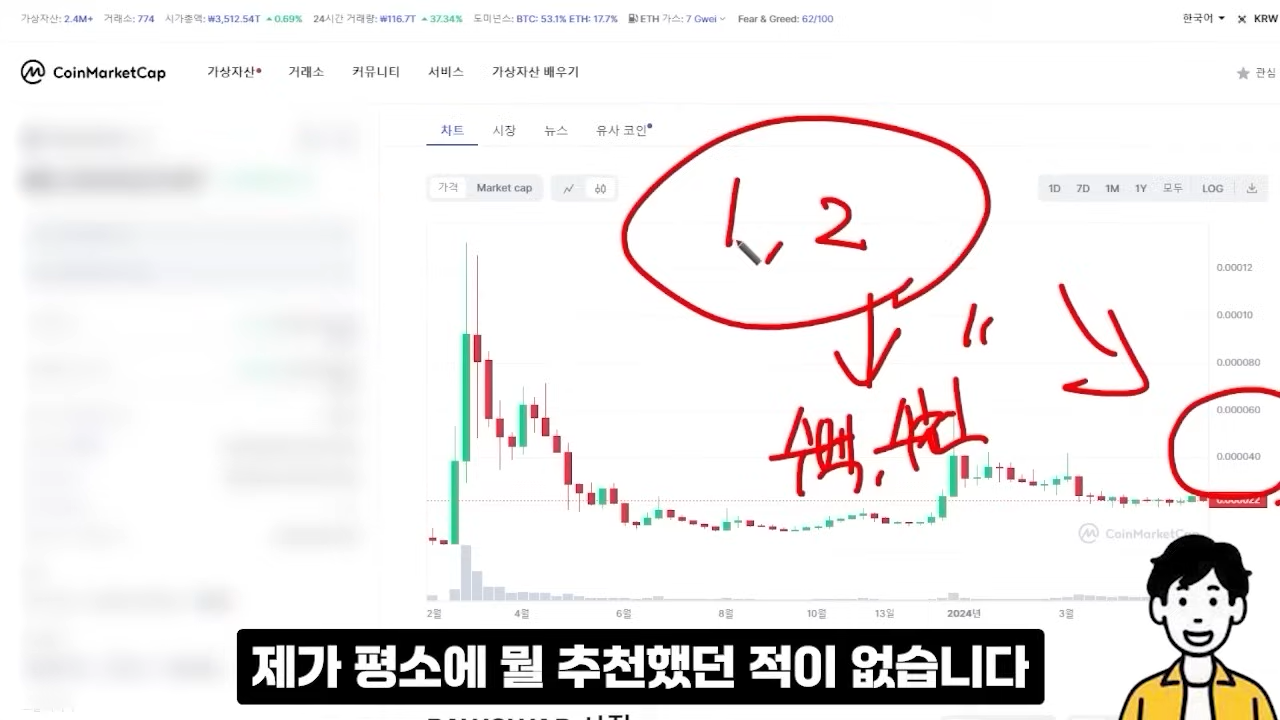 가상자산: 2.4M+ 거래소: 774 시가총액: ₩3,512.54T ▲ 0.69% 24시간 거래량: ₩116.7T ▲ 37.34% 도미넌스: BTC: 53.1% ETH: 17.7% ETH 가스: 7 Gwei Fear & Greed: 62/100 한국어 KRW
CoinMarketCap 가상자산 거래소 커뮤니티 서비스 가상자산 배우기 관심
차트 시장 뉴스 유사 코인
가격 Market cap 1D 7D 1M 1Y 모두 LOG
1, 2
0.00012
0.00010
0.000080
0.000060
0.000040
0.000022
CoinMarketCap
2월 4월 6월 8월 10월 13일 2024년 3월
제가 평소에 뭘 추천했던 적이 없습니다